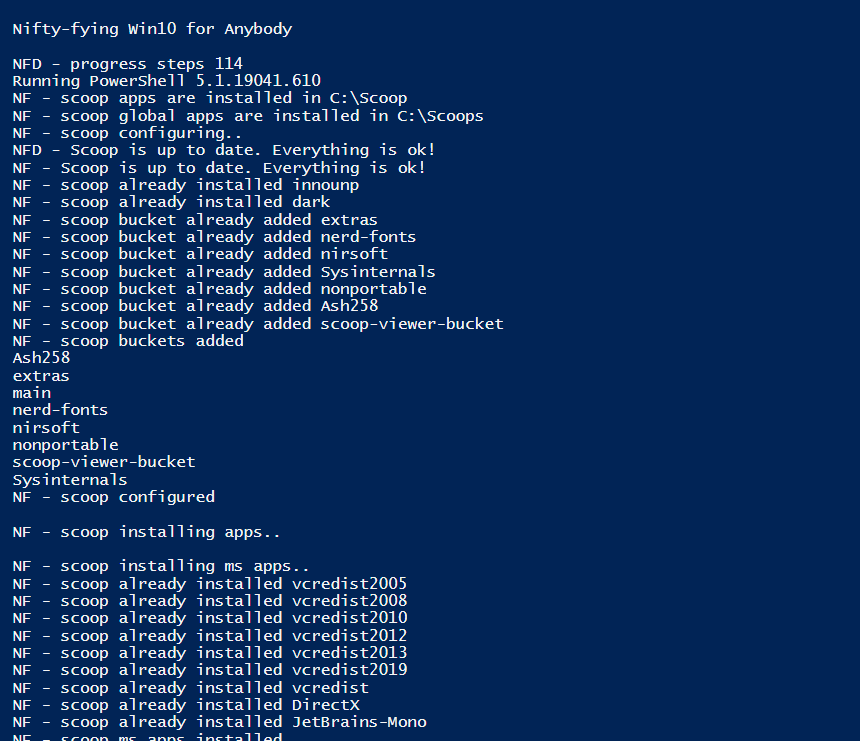 Nifty-fying Win10 for Anybody
NFD - progress steps 114
Running PowerShell 5.1.19041.610
NF - scoop apps are installed in C:\Scoop
NF - scoop global apps are installed in C:\Scoops
NF - scoop configuring..
NFD - Scoop is up to date. Everything is ok!
NF - Scoop is up to date. Everything is ok!
NF - scoop already installed innounp
NF - scoop already installed dark
NF - scoop bucket already added extras
NF - scoop bucket already added nerd-fonts
NF - scoop bucket already added nirsoft
NF - scoop bucket already added Sysinternals
NF - scoop bucket already added nonportable
NF - scoop bucket already added Ash258
NF - scoop bucket already added scoop-viewer-bucket
NF - scoop buckets added
Ash258
extras
main
nerd-fonts
nirsoft
nonportable
scoop-viewer-bucket
Sysinternals
NF - scoop configured
NF - scoop installing apps..
NF - scoop installing ms apps..
NF - scoop already installed vcredist2005
NF - scoop already installed vcredist2008
NF - scoop already installed vcredist2010
NF - scoop already installed vcredist2012
NF - scoop already installed vcredist2013
NF - scoop already installed vcredist2019
NF - scoop already installed vcredist
NF - scoop already installed DirectX
NF - scoop already installed JetBrains-Mono
NF - scoop ms apps installed